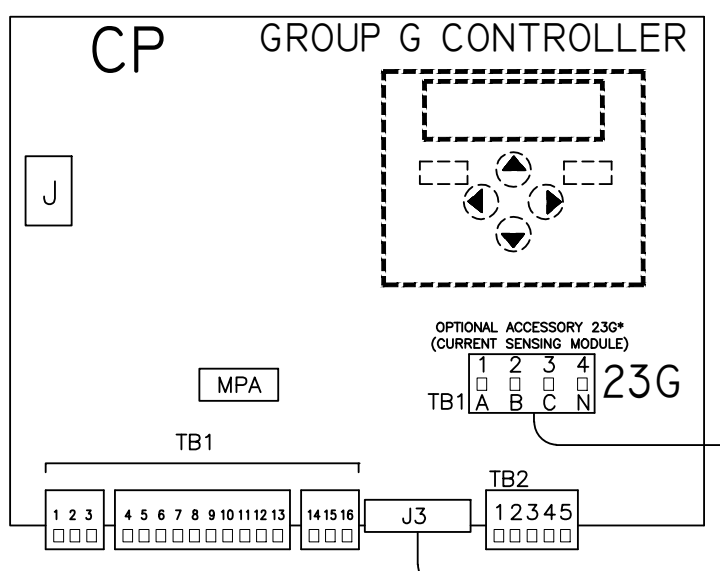 CP
GROUP G CONTROLLER
J
OPTIONAL ACCESSORY 23G*
(CURRENT SENSING MODULE)
1 2 3 4
23G
TB1
A B C N
MPA
TB1
TB2
1 2 3
4 5 6 7 8 9 10 11 12 13
14 15 16
J3
1 2 3 4 5